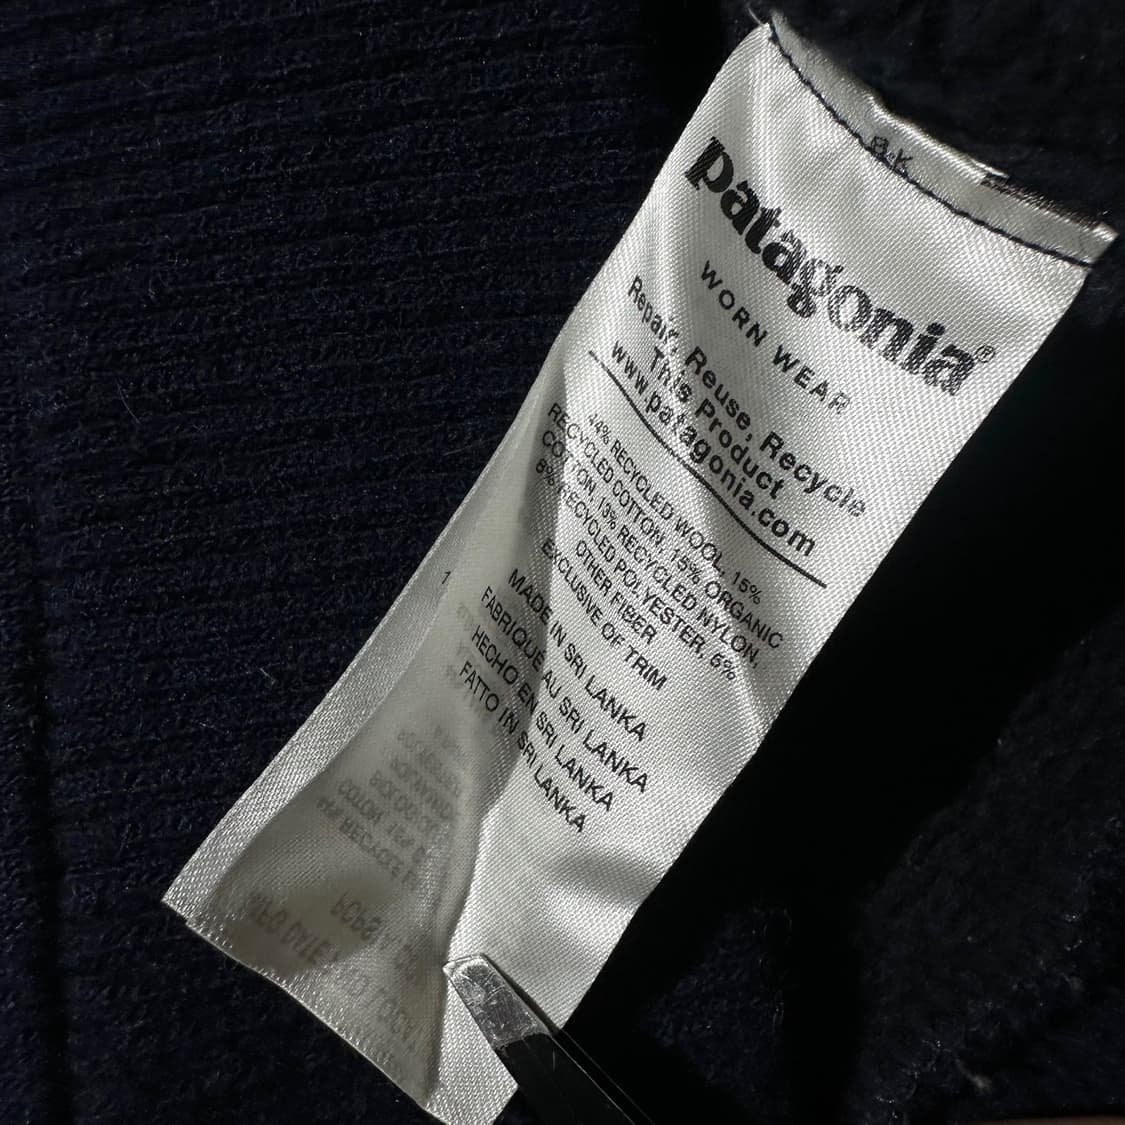 patagonia®
WORN WEAR
Repair, Reuse, Recycle
This Product
www.patagonia.com
44% RECYCLED WOOL, 15%
RECYCLED COTTON, 15% ORGANIC
COTTON, 13% RECYCLED NYLON,
8% RECYCLED POLYESTER, 5%
OTHER FIBER
EXCLUSIVE OF TRIM
MADE IN SRI LANKA
FABRIQUÉ AU SRI LANKA
HECHO EN SRI LANKA
FATTO IN SRI LANKA
1